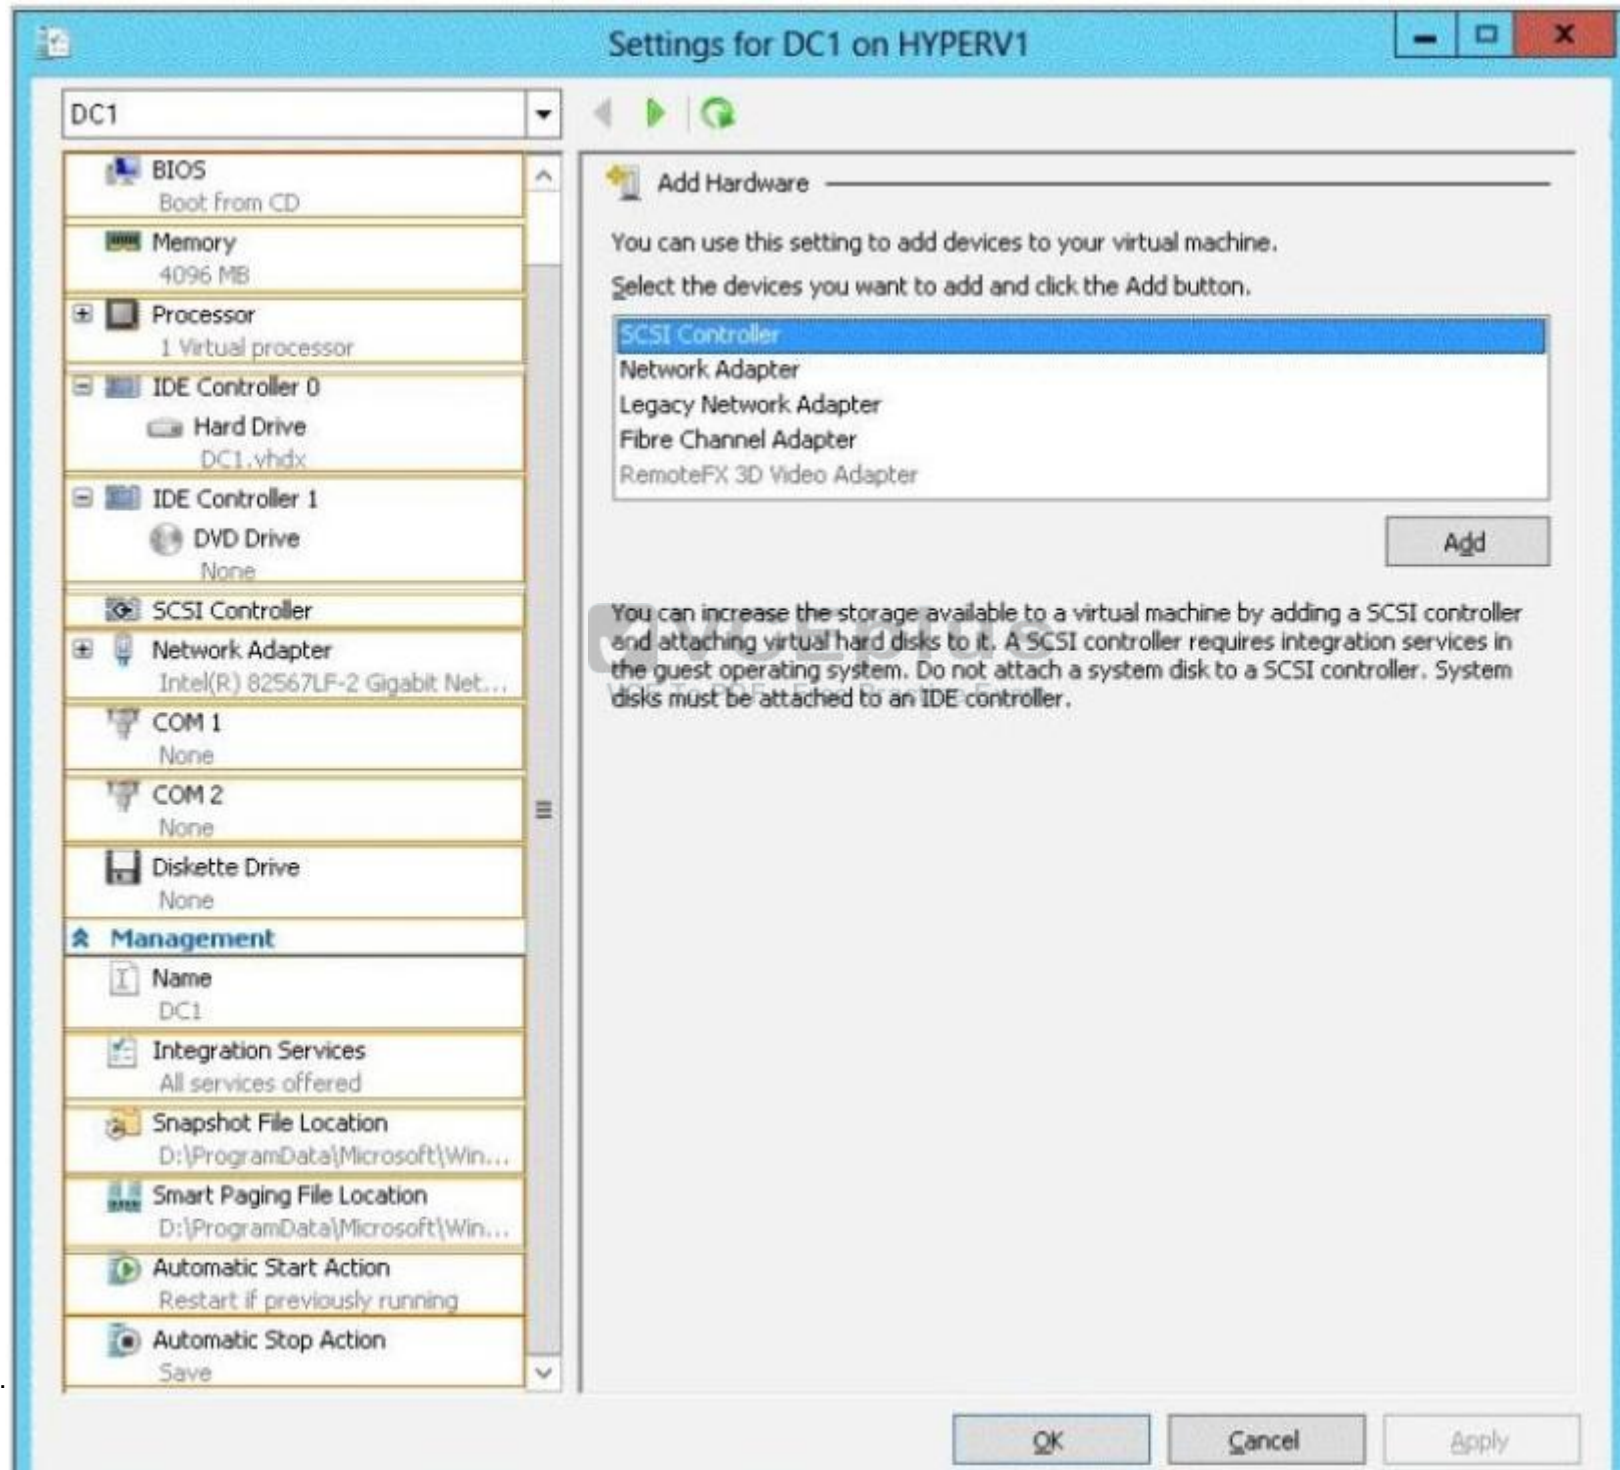 Settings for DC1 on HYPERV1
DC1
BIOS
Boot from CD
Memory
4096 MB
Processor
1 Virtual processor
IDE Controller 0
Hard Drive
DC1.vhdx
IDE Controller 1
DVD Drive
None
SCSI Controller
Network Adapter
Intel(R) 82567LF-2 Gigabit Net...
COM 1
None
COM 2
None
Diskette Drive
None
Management
Name
DC1
Integration Services
All services offered
Snapshot File Location
D:\ProgramData\Microsoft\Win...
Smart Paging File Location
D:\ProgramData\Microsoft\Win...
Automatic Start Action
Restart if previously running
Automatic Stop Action
Save
Add Hardware
You can use this setting to add devices to your virtual machine.
Select the devices you want to add and click the Add button.
SCSI Controller
Network Adapter
Legacy Network Adapter
Fibre Channel Adapter
RemoteFX 3D Video Adapter
Add
You can increase the storage available to a virtual machine by adding a SCSI controller
and attaching virtual hard disks to it. A SCSI controller requires integration services in
the guest operating system. Do not attach a system disk to a SCSI controller. System
disks must be attached to an IDE controller.
OK
Cancel
Apply